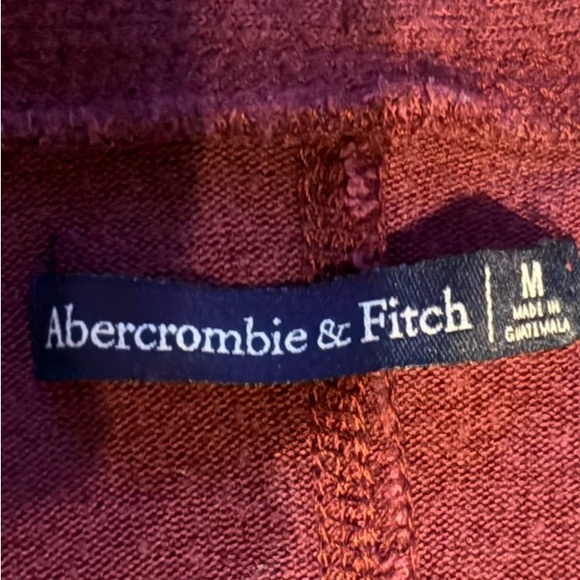 Abercrombie & Fitch | M
MADE IN
GUATEMALA